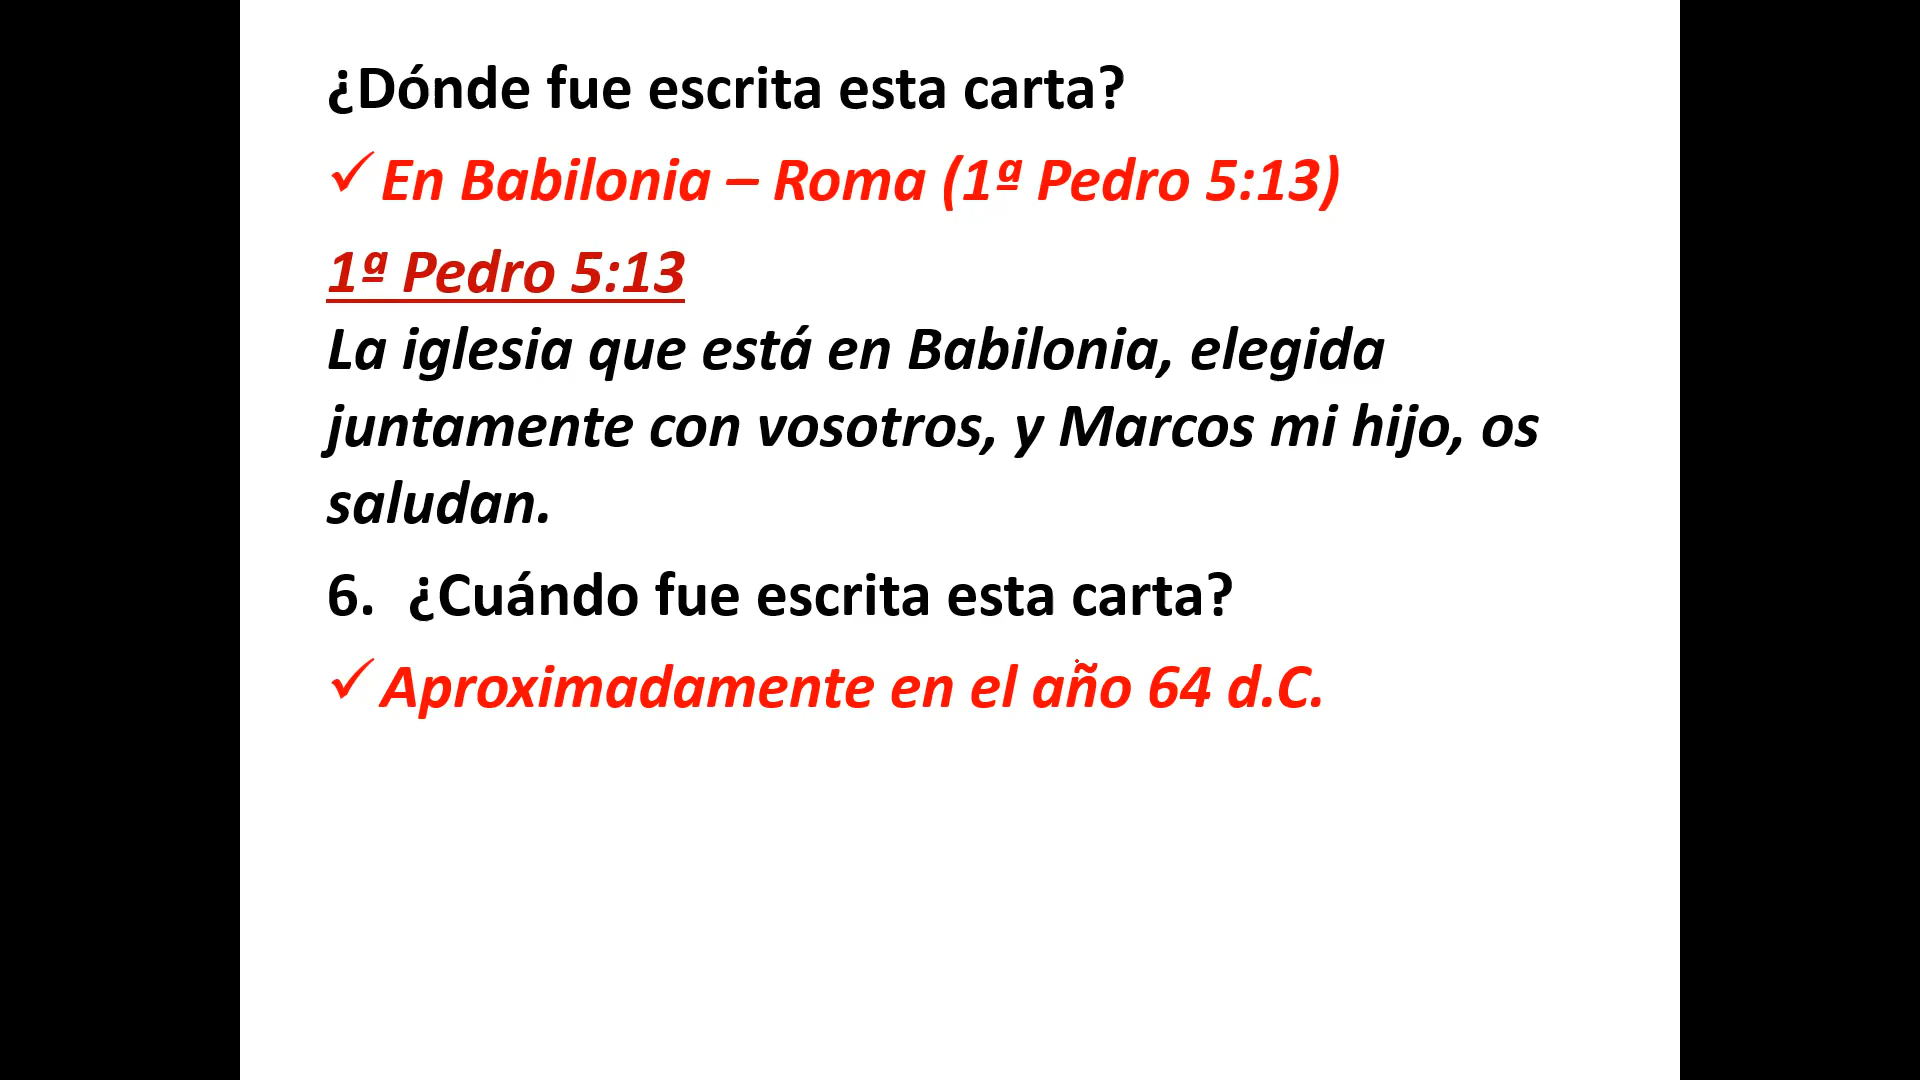 ¿Dónde fue escrita esta carta?
✓ En Babilonia – Roma (1ª Pedro 5:13)
1ª Pedro 5:13
La iglesia que está en Babilonia, elegida
juntamente con vosotros, y Marcos mi hijo, os
saludan.
6. ¿Cuándo fue escrita esta carta?
✓ Aproximadamente en el año 64 d.C.